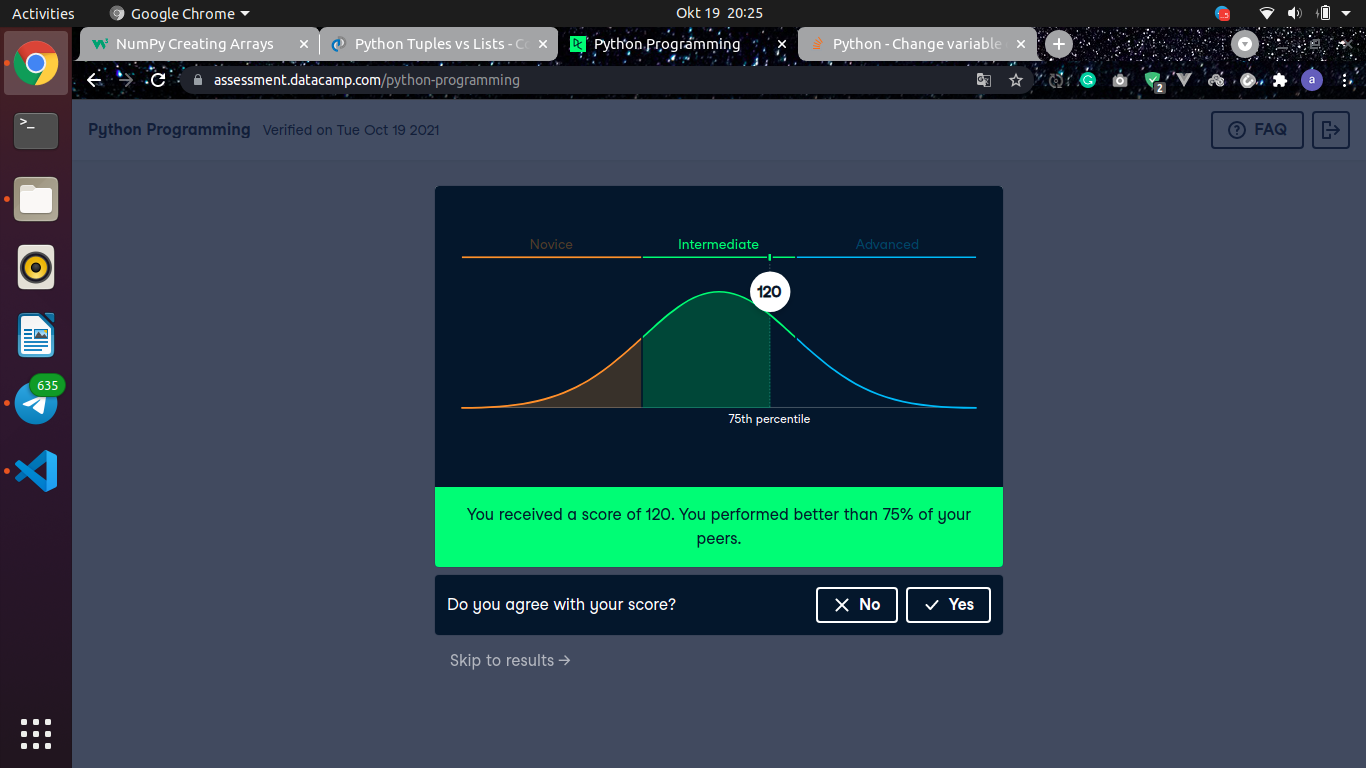 Activities
Google Chrome
Okt 19 20:25
NumPy Creating Arrays
Python Tuples vs Lists - Co
Python Programming
Python - Change variable
assessment.datacamp.com/python-programming
2
a
Python Programming
Verified on Tue Oct 19 2021
FAQ
>_
635
Novice
Intermediate
Advanced
120
75th percentile
You received a score of 120. You performed better than 75% of your
peers.
Do you agree with your score?
No
Yes
Skip to results →